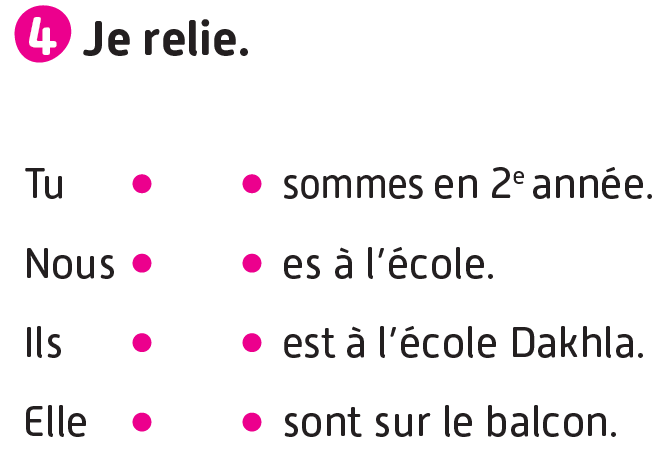 4 Je relie.
Tu sommes en 2e année.
Nous es à l'école.
Ils est à l'école Dakhla.
Elle sont sur le balcon.